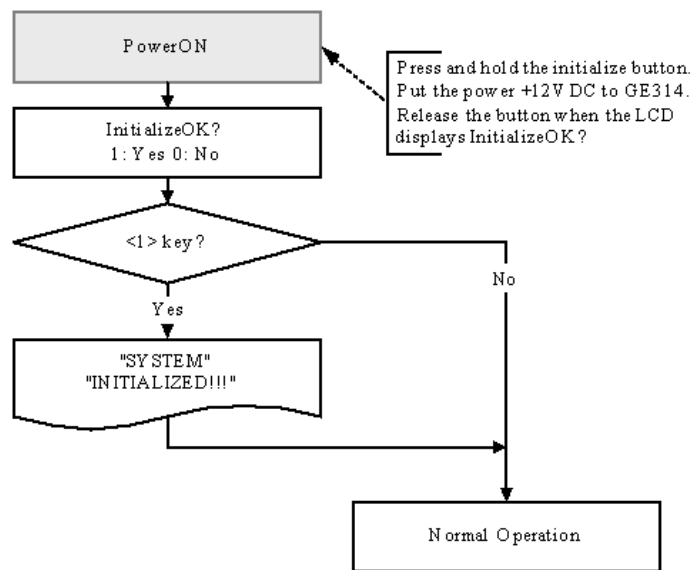 PowerON
Press and hold the initialize button.
Put the power +12V DC to GE314.
Release the button when the LCD
displays InitializeOK?
InitializeOK?
1: Yes 0: No
<1> key?
No
Yes
"SYSTEM"
"INITIALIZED!!!"
Normal Operation